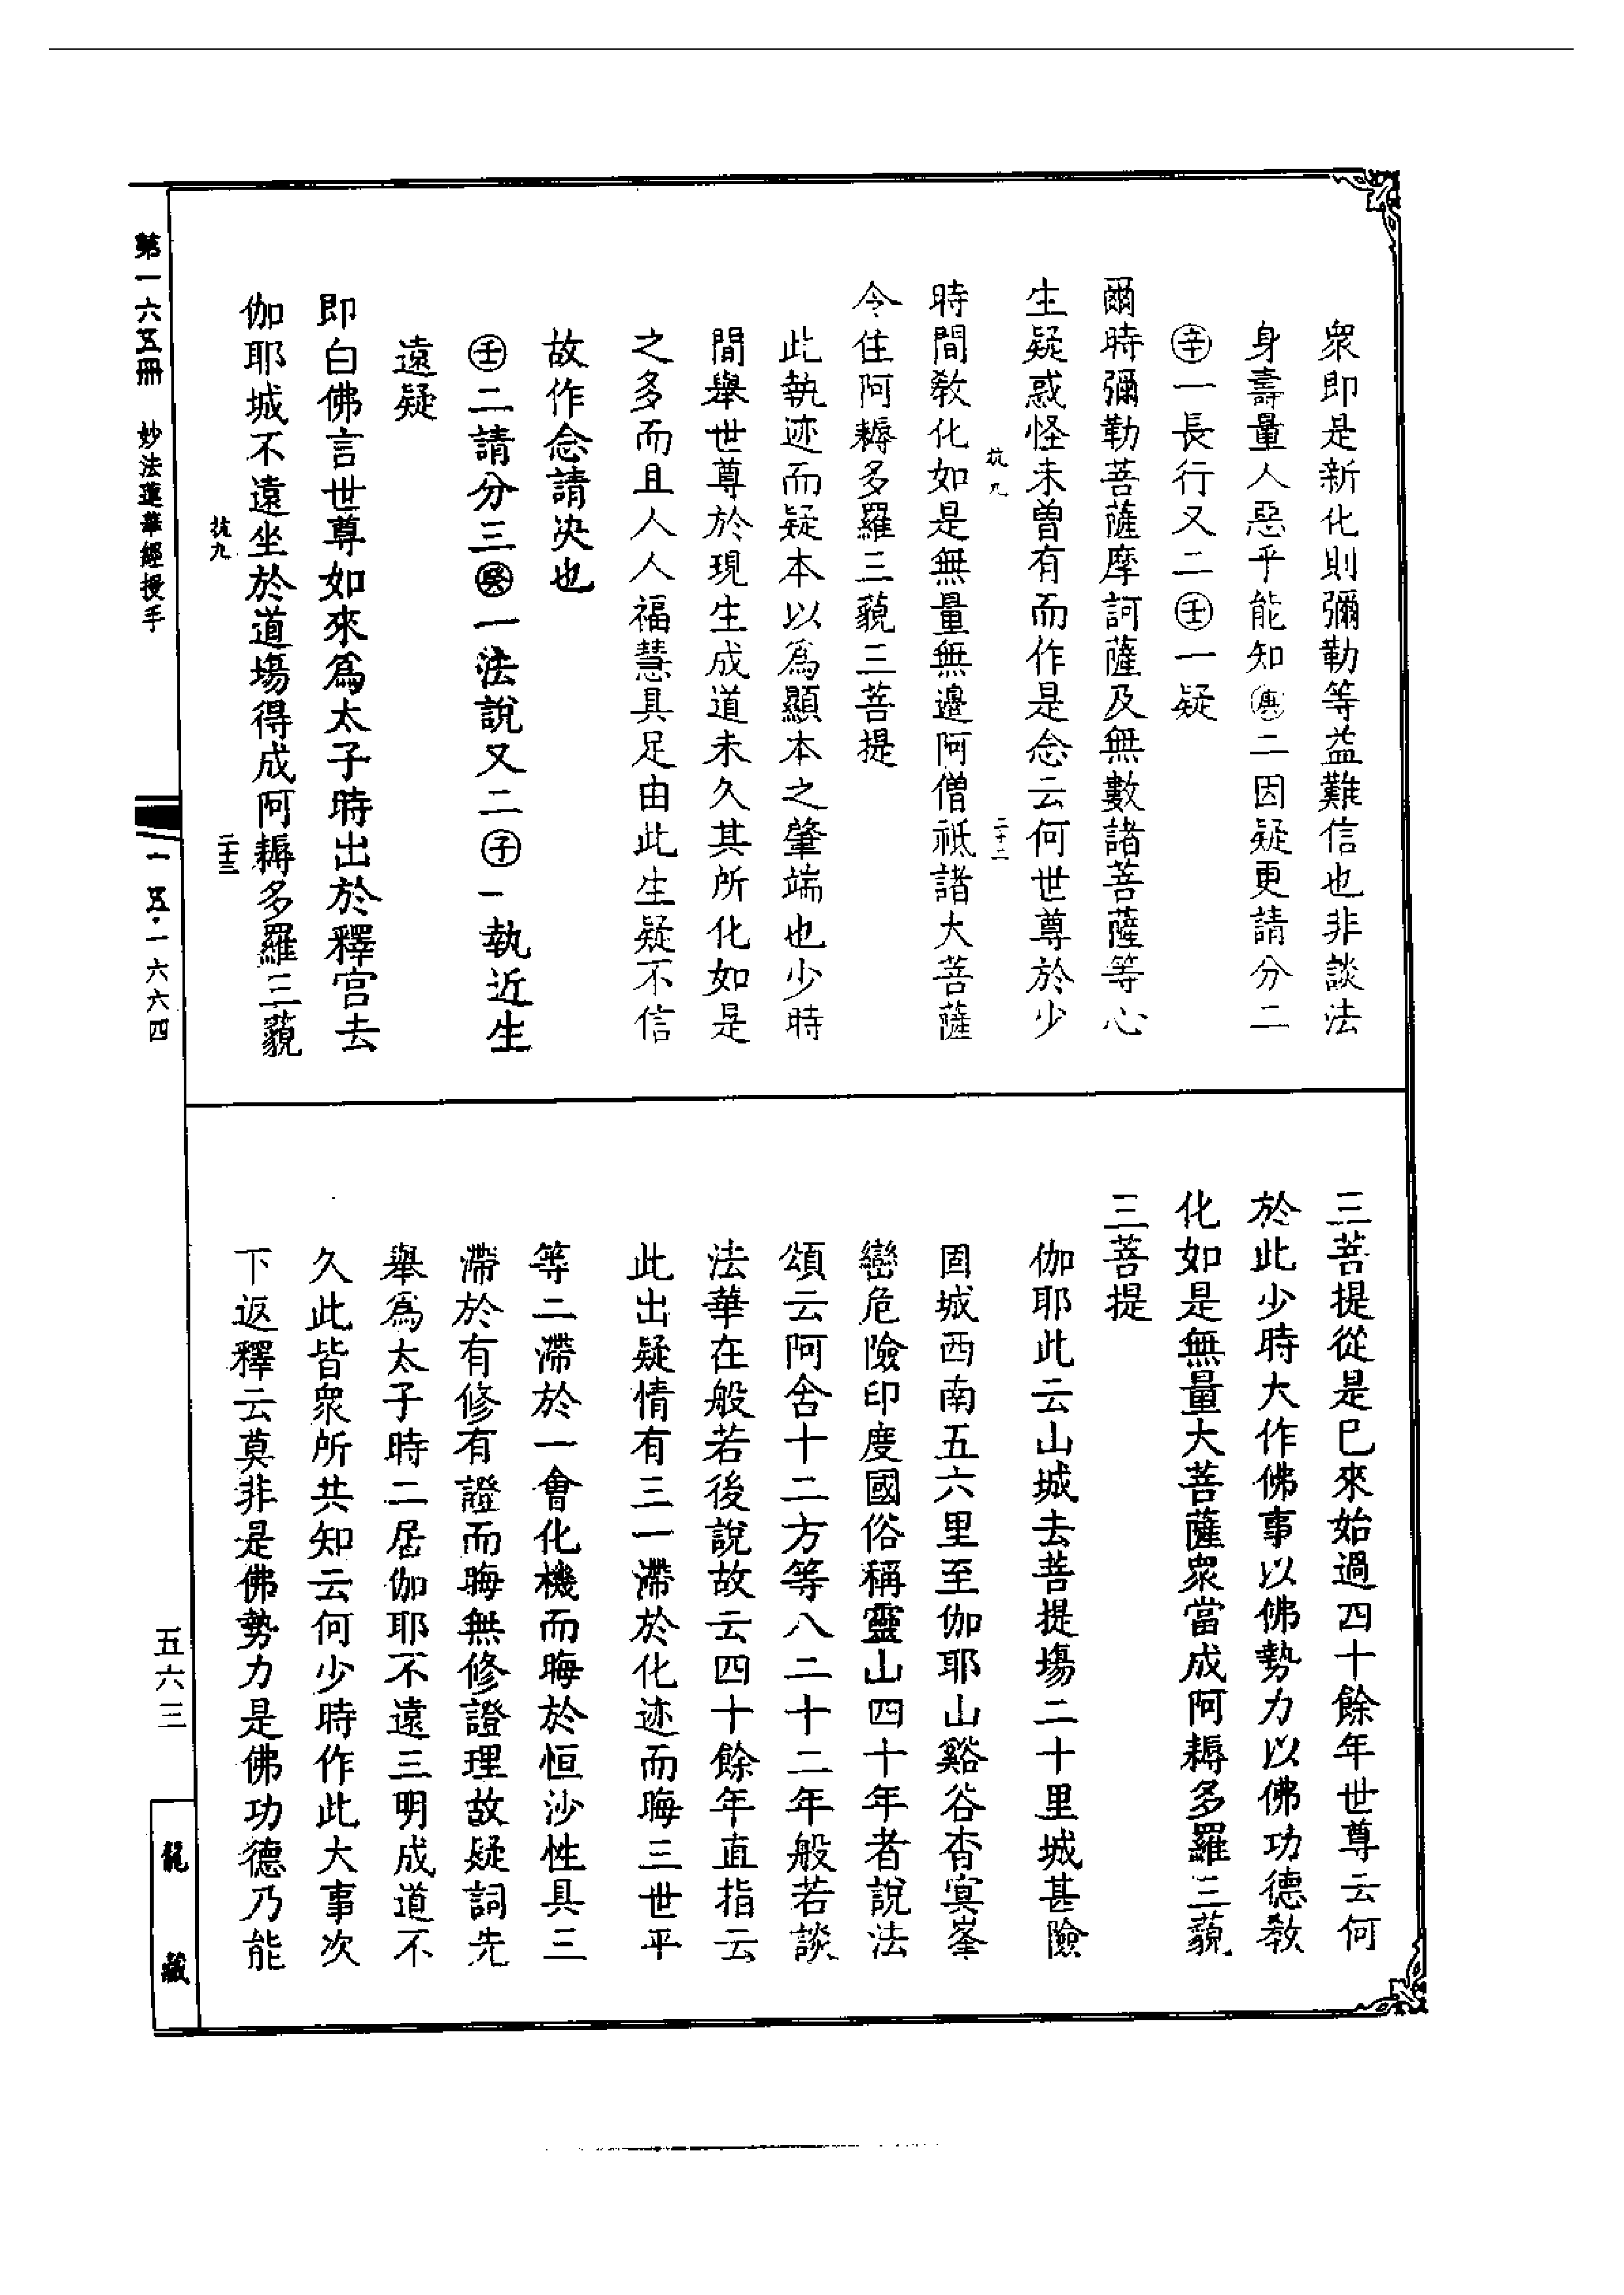 衆即是新化則彌勒等益難信也非談法
身壽量人惡乎能知㊎二因疑更請分二
辛一長行又二壬一疑
爾時彌勒菩薩摩訶薩及無數諸菩薩等心
生疑惑怪未曾有而作是念云何世尊於少
抗九 二十二
時間教化如是無量無邊阿僧祇諸大菩薩
令住阿耨多羅三藐三菩提
此執迹而疑本以為顯本之肇端也少時
間舉世尊於現生成道未久其所化如是
之多而且人人福慧具足由此生疑不信
故作念請決也
壬二請分三癸一法說又二子一執近生
遠疑
即白佛言世尊如來為太子時出於釋宮去
伽耶城不遠坐於道場得成阿耨多羅三藐
抗九 二十三
三菩提從是已來始過四十餘年世尊云何
於此少時大作佛事以佛勢力以佛功德教
化如是無量大菩薩衆當成阿耨多羅三藐
三菩提
伽耶此云山城去菩提場二十里城甚險
固城西南五六里至伽耶山谿谷杳冥峯
巒危險印度國俗稱靈山四十年者說法
頌云阿含十二方等八二十二年般若談
法華在般若後說故云四十餘年直指云
此出疑情有三一滯於化迹而晦三世平
等二滯於一會化機而晦於恒沙性具三
滯於有修有證而晦無修證理故疑詞先
舉為太子時二居伽耶不遠三明成道不
久此皆衆所共知云何少時作此大事次
下返釋云莫非是佛勢力是佛功德乃能
第一六五冊 妙法蓮華經授手
一五·一六六四
五六三
龍藏